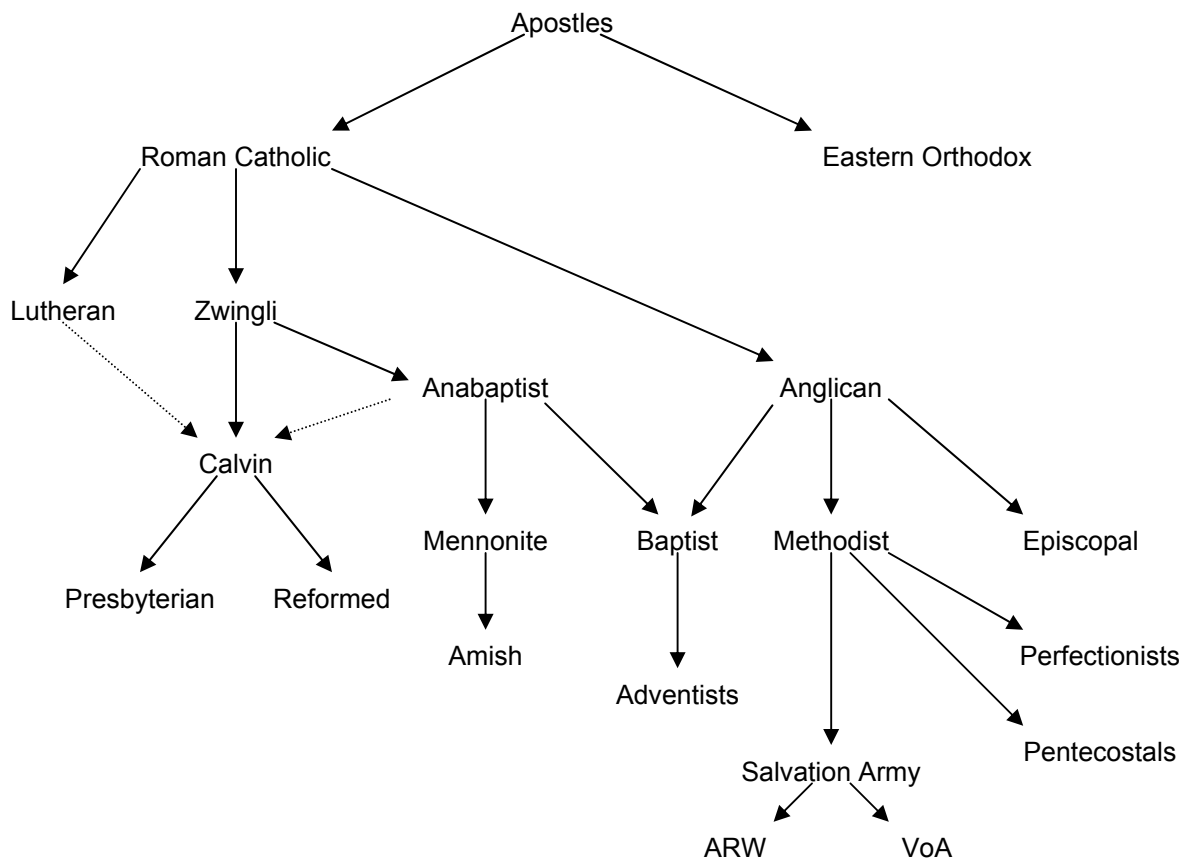 Apostles
Roman Catholic
Eastern Orthodox
Lutheran
Zwingli
Anabaptist
Anglican
Calvin
Mennonite
Baptist
Methodist
Episcopal
Presbyterian
Reformed
Amish
Perfectionists
Adventists
Pentecostals
Salvation Army
ARW
VoA